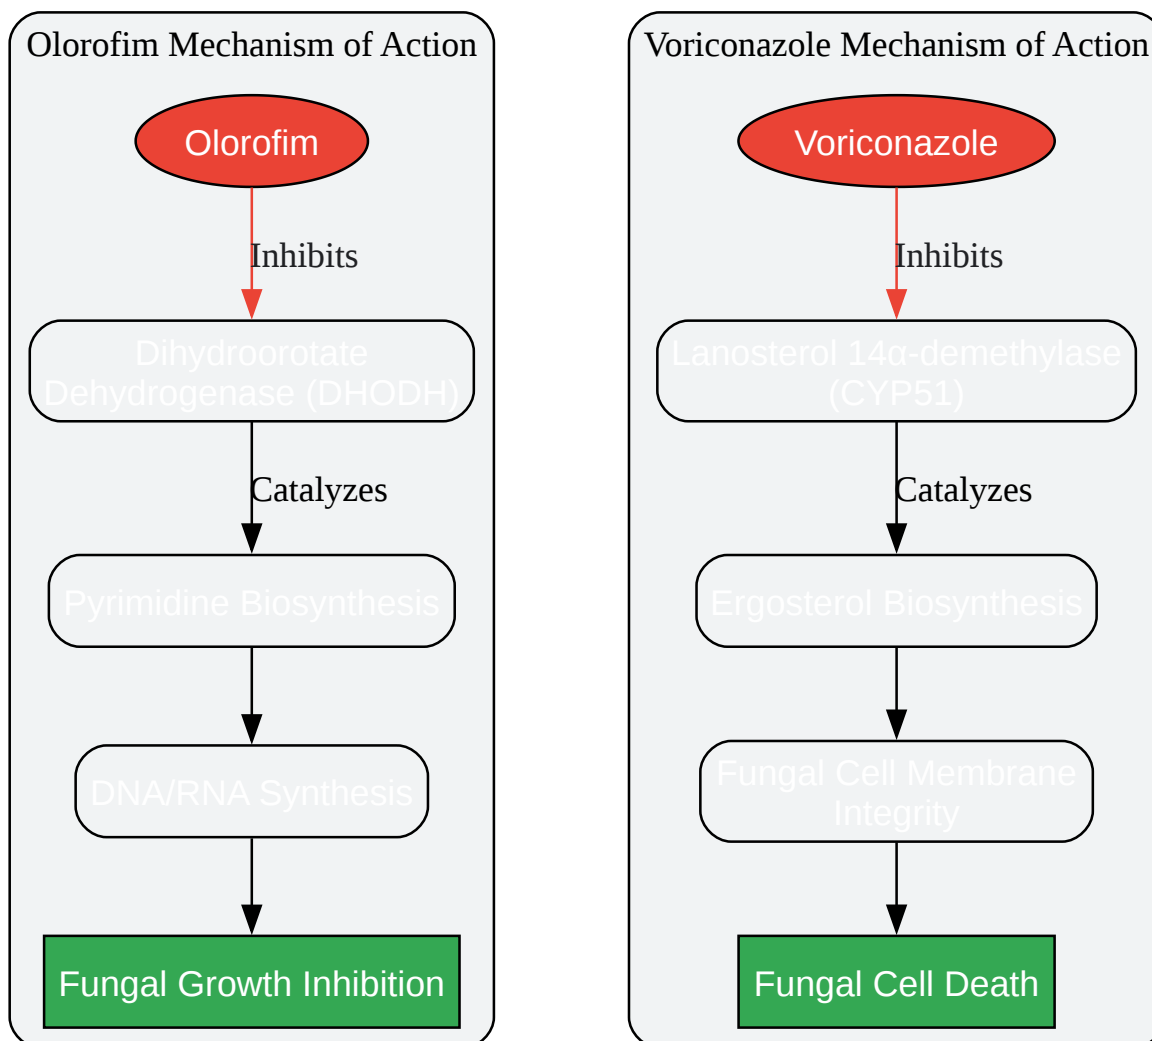 Olorofim Mechanism of Action
Olorofim
Inhibits
Dihydroorotate
Dehydrogenase (DHODH)
Catalyzes
Pyrimidine Biosynthesis
DNA/RNA Synthesis
Fungal Growth Inhibition
Voriconazole Mechanism of Action
Voriconazole
Inhibits
Lanosterol 14α-demethylase
(CYP51)
Catalyzes
Ergosterol Biosynthesis
Fungal Cell Membrane
Integrity
Fungal Cell Death